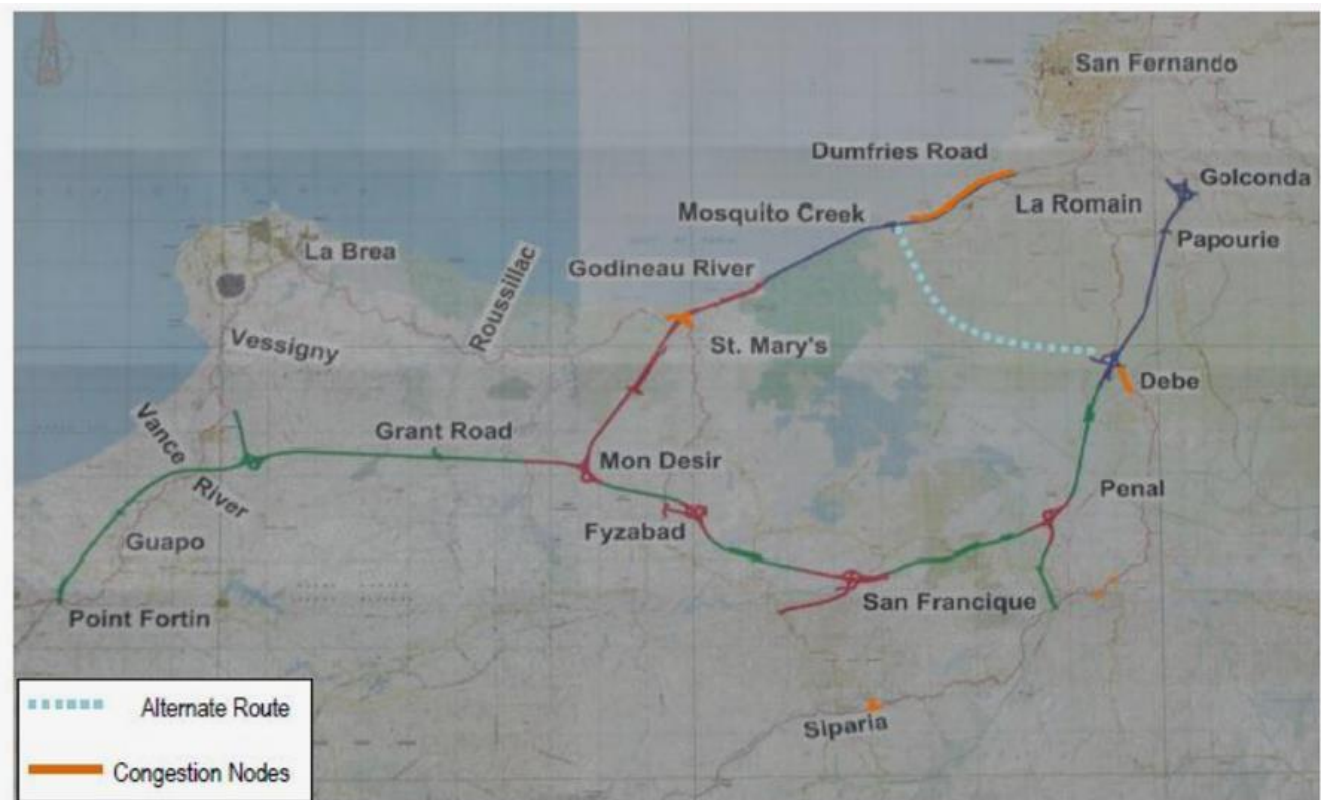 San Fernando
Dumfries Road
Golconda
La Romain
Mosquito Creek
Papourie
La Brea
Godineau River
Roussillac
Vessigny
St. Mary's
Debe
Vance
River
Grant Road
Mon Desir
Penal
Guapo
Fyzabad
San Francique
Point Fortin
Siparia
Alternate Route
Congestion Nodes